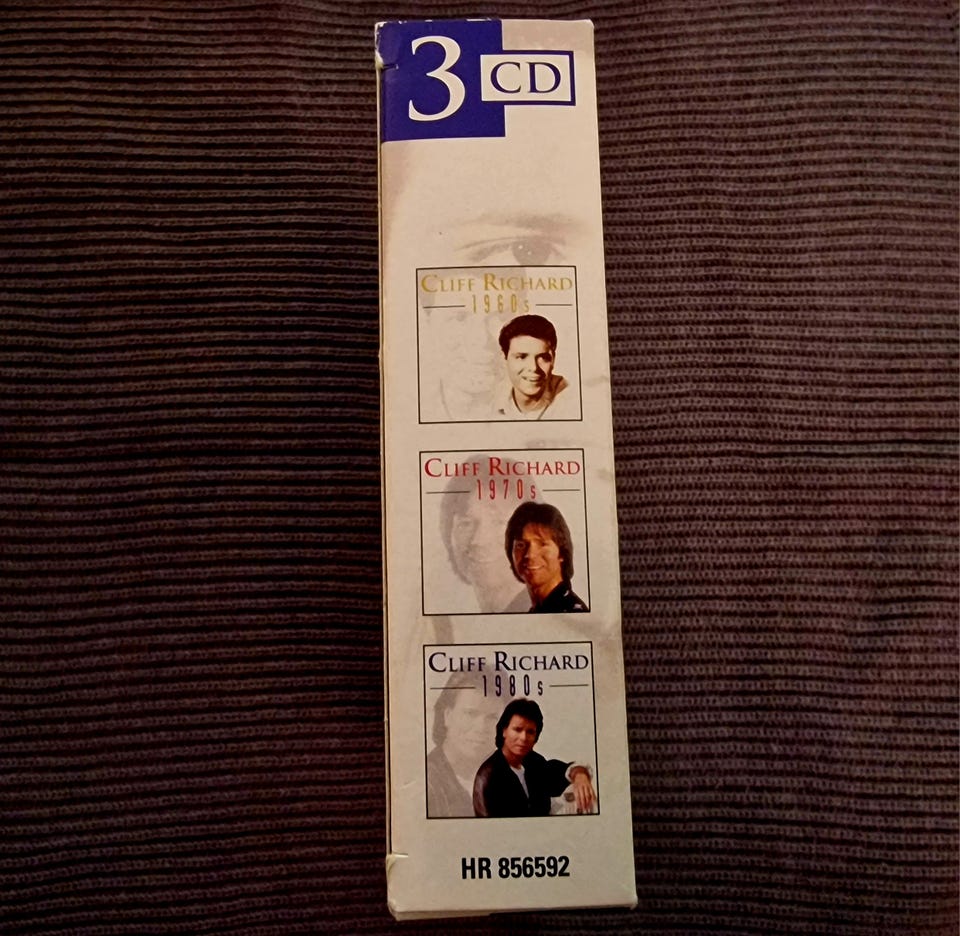 3 CD
CLIFF RICHARD
1960s
CLIFF RICHARD
1970s
CLIFF RICHARD
1980s
HR 856592